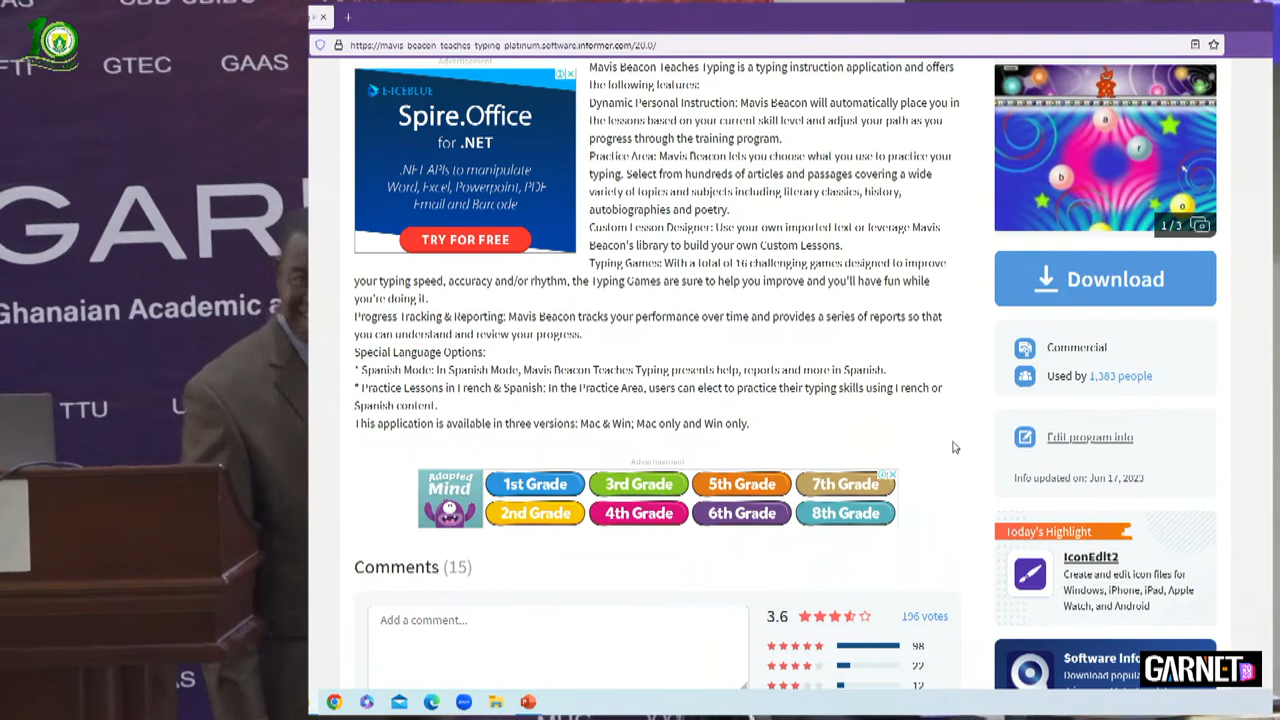 https://mavis_beacon_teaches_typing_platinum.software.informer.com/20.0/
Advertisement
E-ICEBLUE
Spire.Office
for .NET
.NET APIs to manipulate
Word, Excel, Powerpoint, PDF
Email and Barcode
TRY FOR FREE
Mavis Beacon Teaches Typing is a typing instruction application and offers
the following features:
Dynamic Personal Instruction: Mavis Beacon will automatically place you in
the lessons based on your current skill level and adjust your path as you
progress through the training program.
Practice Area: Mavis Beacon lets you choose what you use to practice your
typing. Select from hundreds of articles and passages covering a wide
variety of topics and subjects including literary classics, history,
autobiographies and poetry.
Custom Lesson Designer: Use your own imported text or leverage Mavis
Beacon's library to build your own Custom Lessons.
Typing Games: With a total of 16 challenging games designed to improve
your typing speed, accuracy and/or rhythm, the Typing Games are sure to help you improve and you'll have fun while
you're doing it.
Progress Tracking & Reporting: Mavis Beacon tracks your performance over time and provides a series of reports so that
you can understand and review your progress.
Special Language Options:
* Spanish Mode: In Spanish Mode, Mavis Beacon Teaches Typing presents help, reports and more in Spanish.
* Practice Lessons in French & Spanish: In the Practice Area, users can elect to practice their typing skills using French or
Spanish content.
This application is available in three versions: Mac & Win; Mac only and Win only.
Advertisement
Adapted
Mind
1st Grade
3rd Grade
5th Grade
7th Grade
2nd Grade
4th Grade
6th Grade
8th Grade
Comments (15)
Add a comment...
3.6
196 votes
98
22
12
a
r
b
o
1 / 3
Download
Commercial
Used by 1,383 people
Edit program info
Info updated on: Jun 17, 2023
Today's Highlight
IconEdit2
Create and edit icon files for
Windows, iPhone, iPad, Apple
Watch, and Android
Software Info
Download popula
GARNET
GTEC
GAAS
GAR
Ghanaian Academic a
TTU